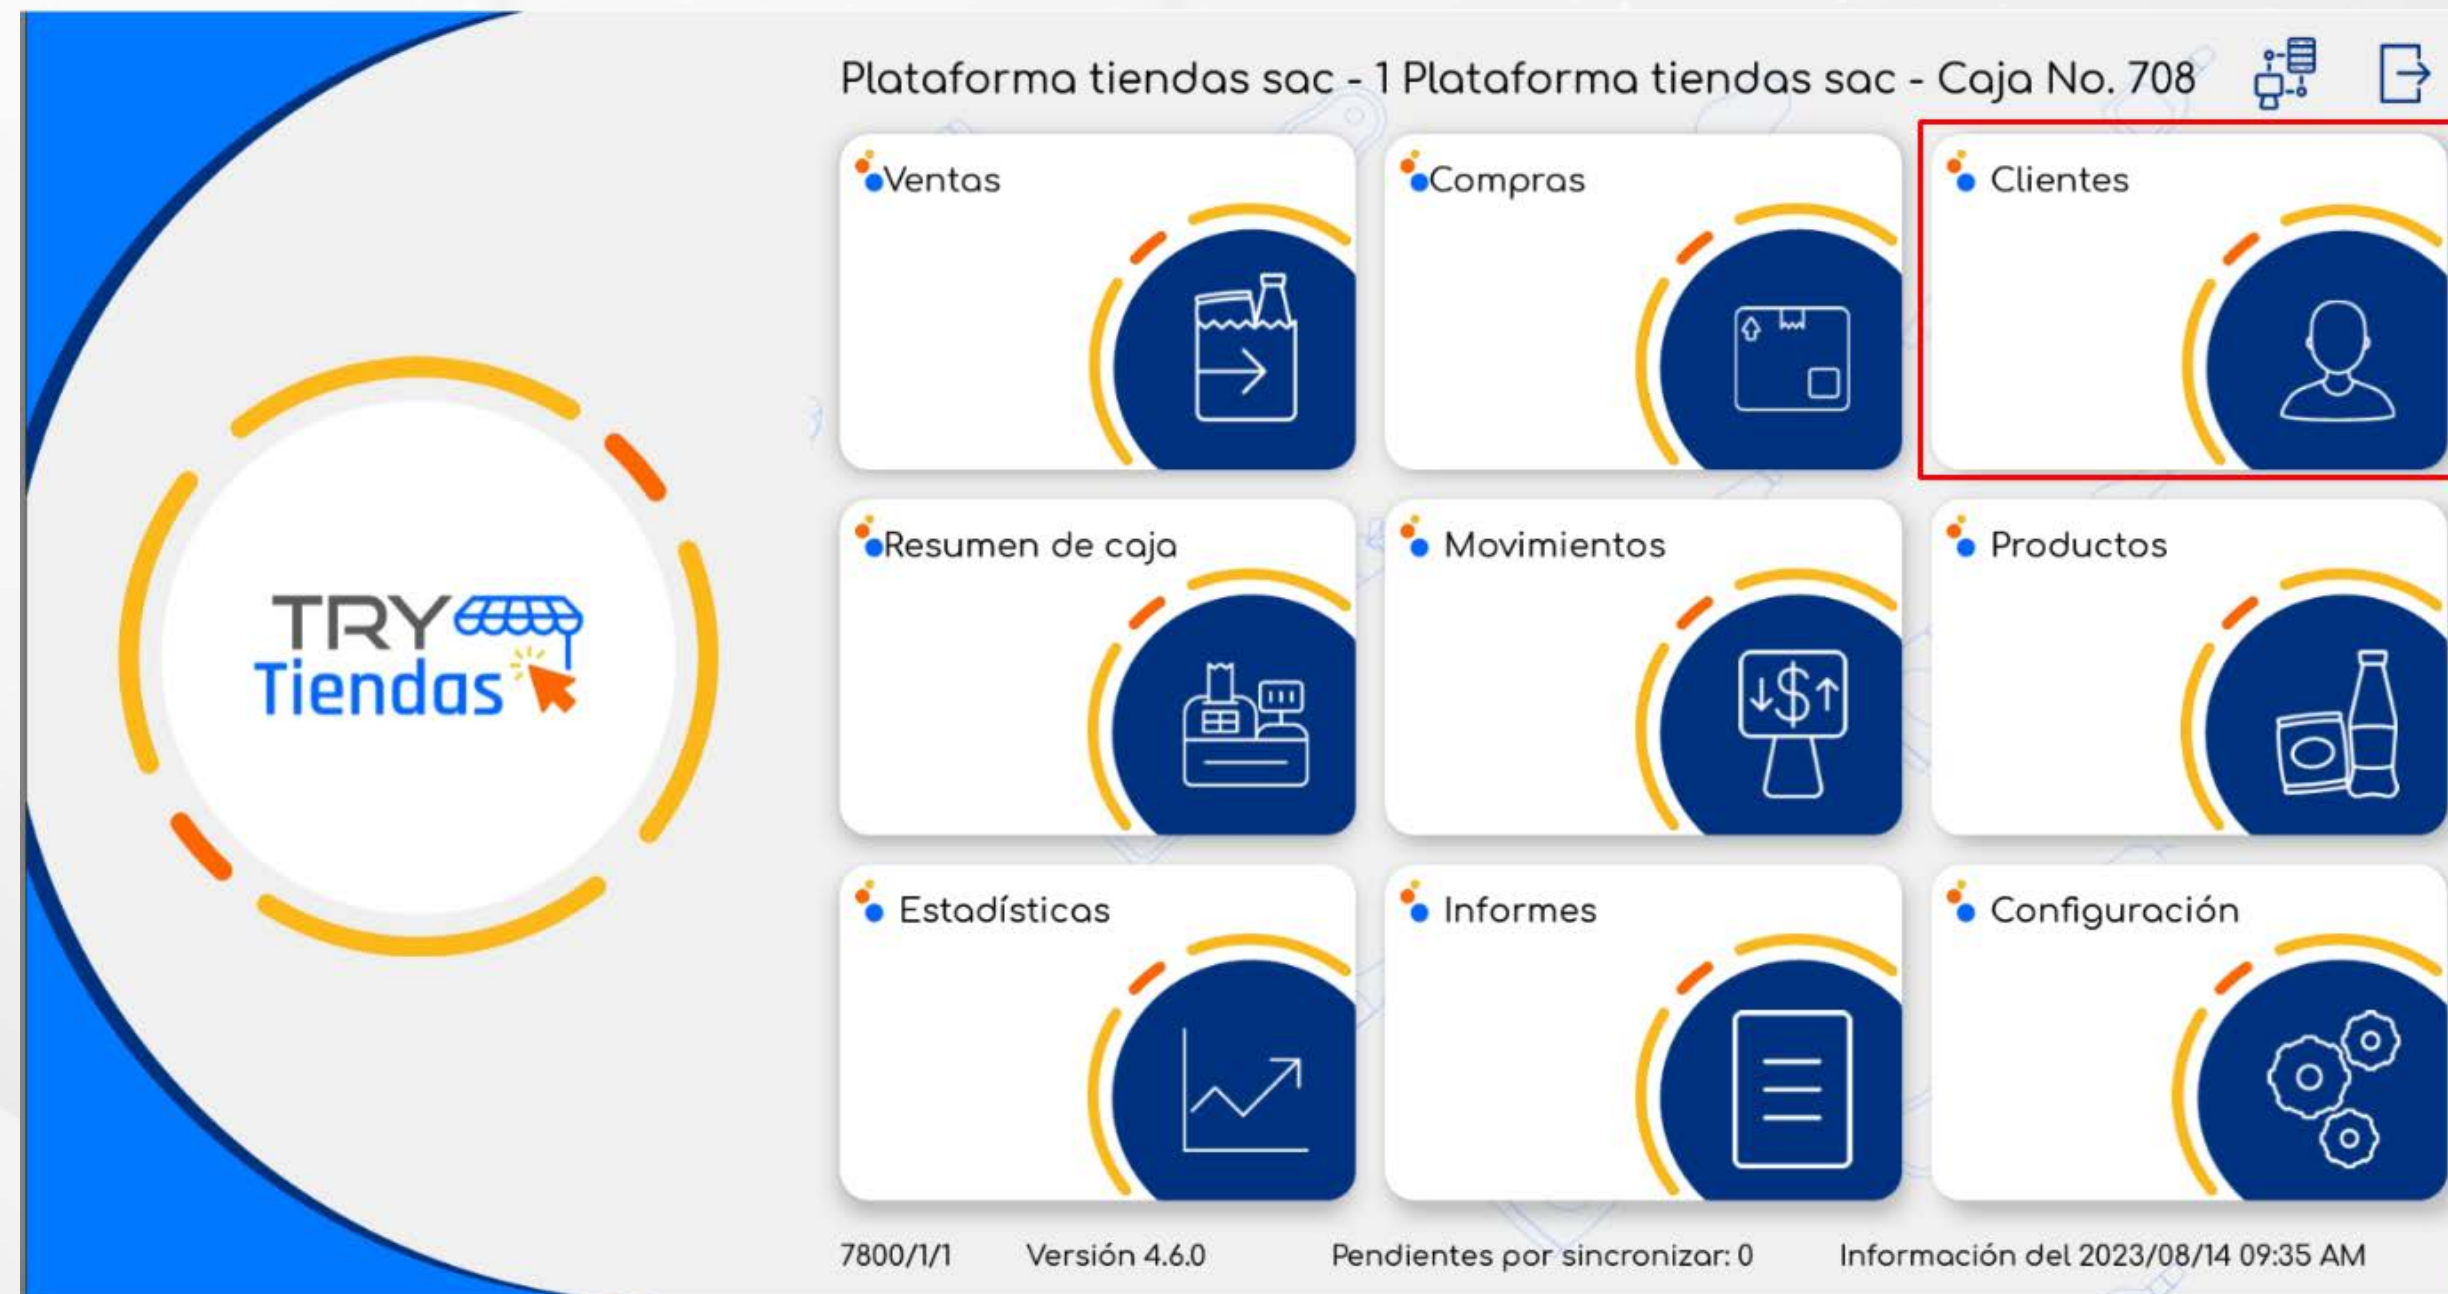 Plataforma tiendas sac - 1 Plataforma tiendas sac - Caja No. 708
Ventas
Compras
Clientes
Resumen de caja
Movimientos
Productos
TRY
Tiendas
Estadísticas
Informes
Configuración
7800/1/1 Versión 4.6.0 Pendientes por sincronizar: 0 Información del 2023/08/14 09:35 AM